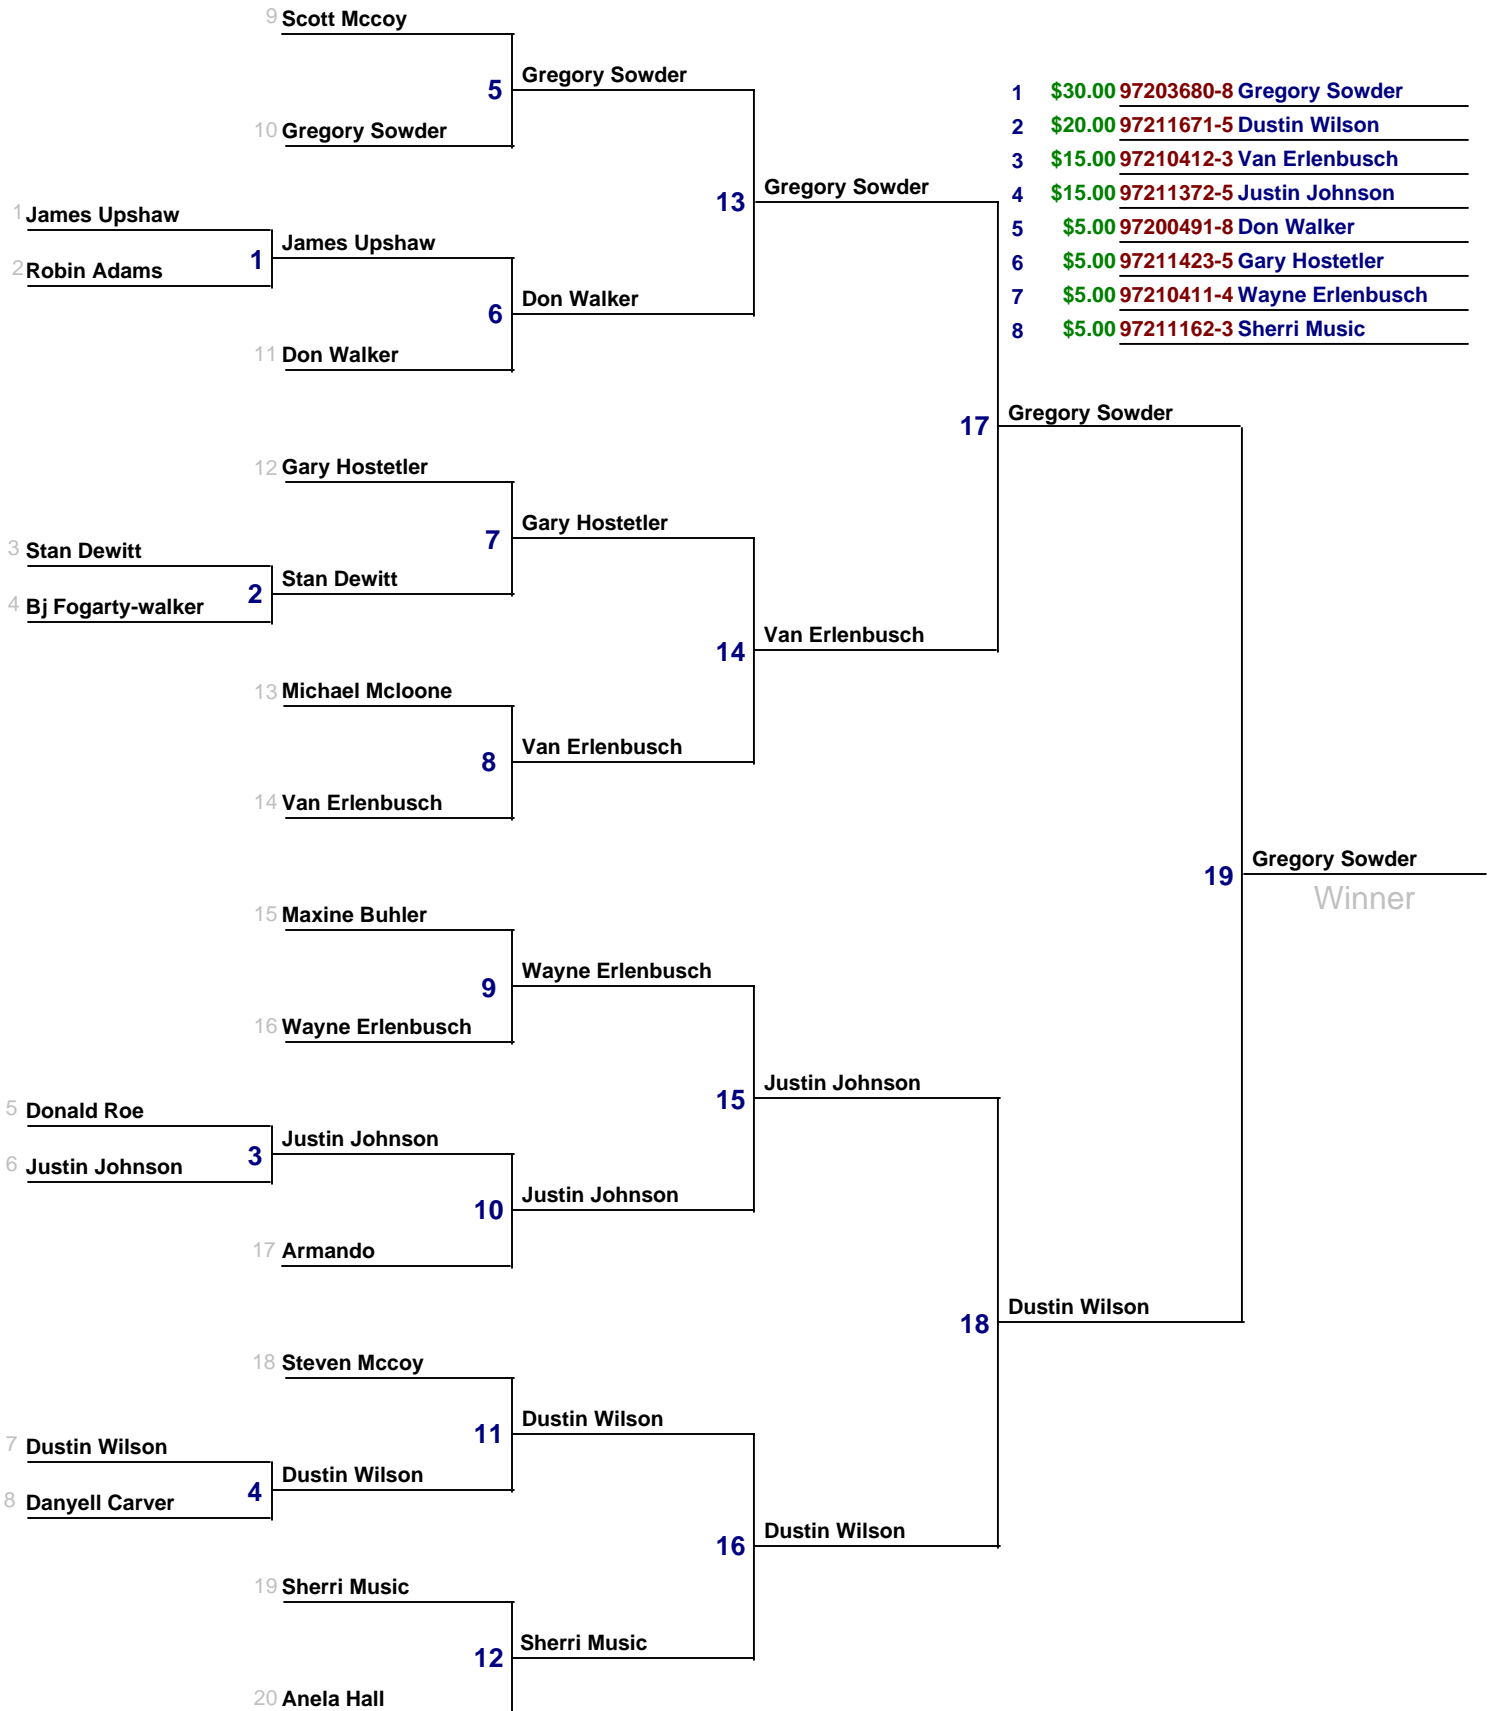 9 Scott Mccoy
5 Gregory Sowder
10 Gregory Sowder
1 $30.00 97203680-8 Gregory Sowder
2 $20.00 97211671-5 Dustin Wilson
3 $15.00 97210412-3 Van Erlenbusch
4 $15.00 97211372-5 Justin Johnson
5 $5.00 97200491-8 Don Walker
6 $5.00 97211423-5 Gary Hostetler
7 $5.00 97210411-4 Wayne Erlenbusch
8 $5.00 97211162-3 Sherri Music
13 Gregory Sowder
1 James Upshaw
1 James Upshaw
2 Robin Adams
6 Don Walker
11 Don Walker
17 Gregory Sowder
12 Gary Hostetler
7 Gary Hostetler
3 Stan Dewitt
2 Stan Dewitt
4 Bj Fogarty-walker
14 Van Erlenbusch
13 Michael Mcloone
8 Van Erlenbusch
14 Van Erlenbusch
19 Gregory Sowder
Winner
15 Maxine Buhler
9 Wayne Erlenbusch
16 Wayne Erlenbusch
15 Justin Johnson
5 Donald Roe
3 Justin Johnson
6 Justin Johnson
10 Justin Johnson
17 Armando
18 Dustin Wilson
18 Steven Mccoy
11 Dustin Wilson
7 Dustin Wilson
4 Dustin Wilson
8 Danyell Carver
16 Dustin Wilson
19 Sherri Music
12 Sherri Music
20 Anela Hall